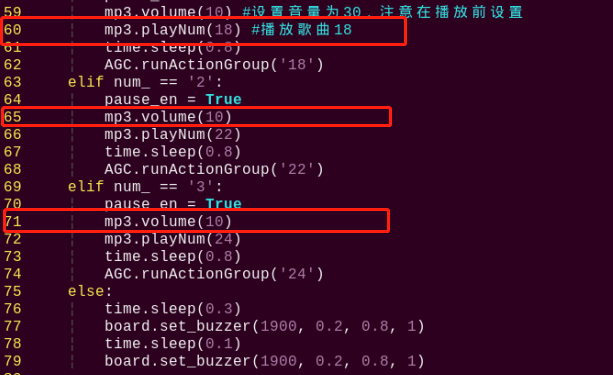 59 mp3.volume(10) #设置音量为30，注意在播放前设置
60 mp3.playNum(18) #播放歌曲18
61 time.sleep(0.8)
62 AGC.runActionGroup('18')
63 elif num_ == '2':
64 pause_en = True
65 mp3.volume(10)
66 mp3.playNum(22)
67 time.sleep(0.8)
68 AGC.runActionGroup('22')
69 elif num_ == '3':
70 pause_en = True
71 mp3.volume(10)
72 mp3.playNum(24)
73 time.sleep(0.8)
74 AGC.runActionGroup('24')
75 else:
76 time.sleep(0.3)
77 board.set_buzzer(1900, 0.2, 0.8, 1)
78 time.sleep(0.1)
79 board.set_buzzer(1900, 0.2, 0.8, 1)